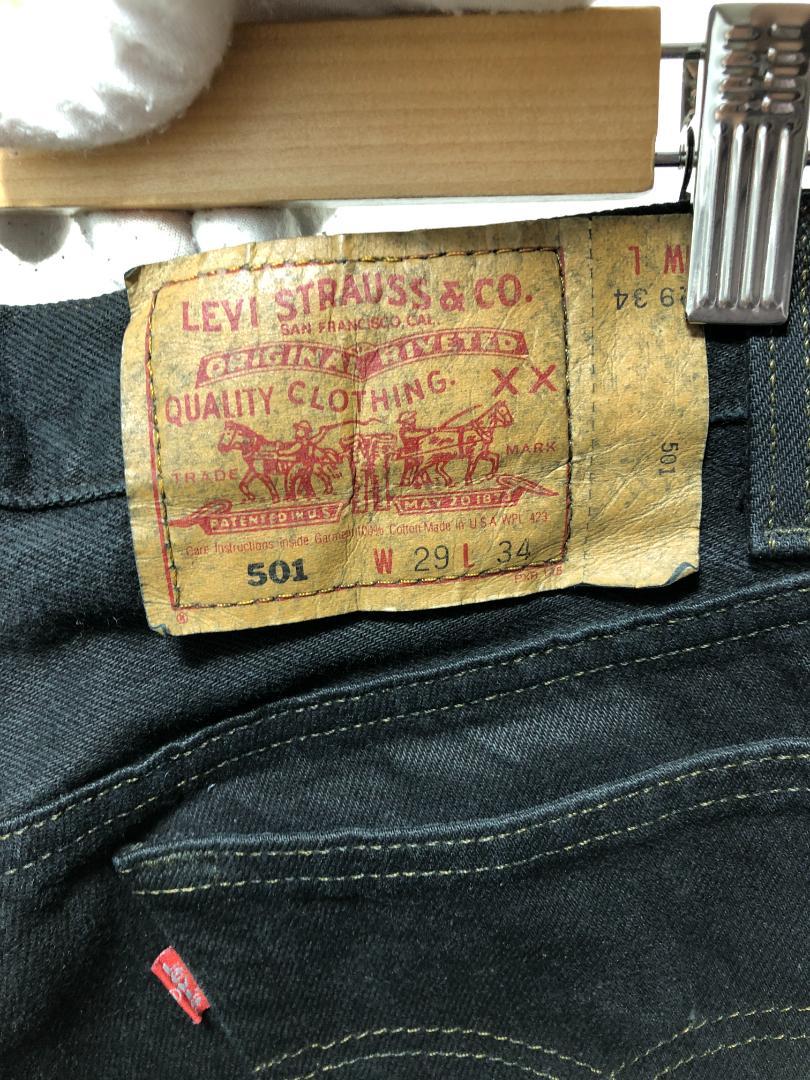 LEVI STRAUSS & CO.
SAN FRANCISCO, CAL.
ORIGINAL RIVETED
QUALITY CLOTHING.
XX
TRADE MARK
PATENTED IN U.S. MAY 20 1873
Care Instructions Inside Garment 100% Cotton Made in U S A WPL 423
501 W 29 L 34
®
W L
29 34
501
Levi's